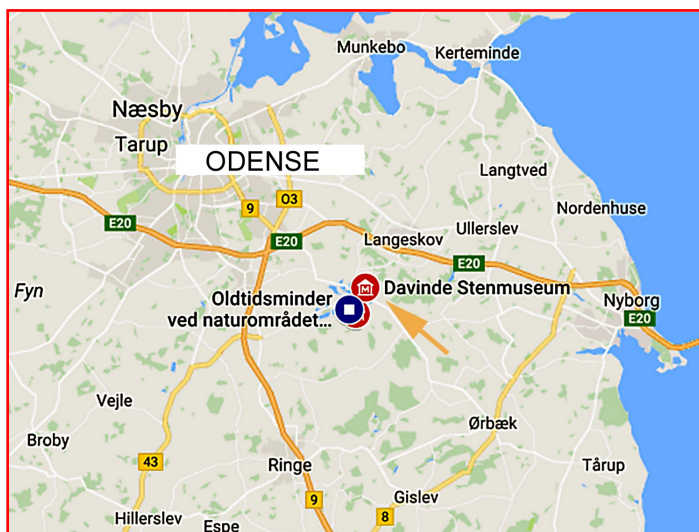 Munkebo
Kerteminde
Næsby
Tarup
ODENSE
Langtved
9
O3
Nordenhuse
E20
E20
Langeskov
Ullerslev
E20
Fyn
Oldtidsminder
ved naturområdet...
Davinde Stenmuseum
Nyborg
E20
Vejle
Ørbæk
Broby
43
Ringe
Tårup
9
Gislev
8
Hillerslev
Espe